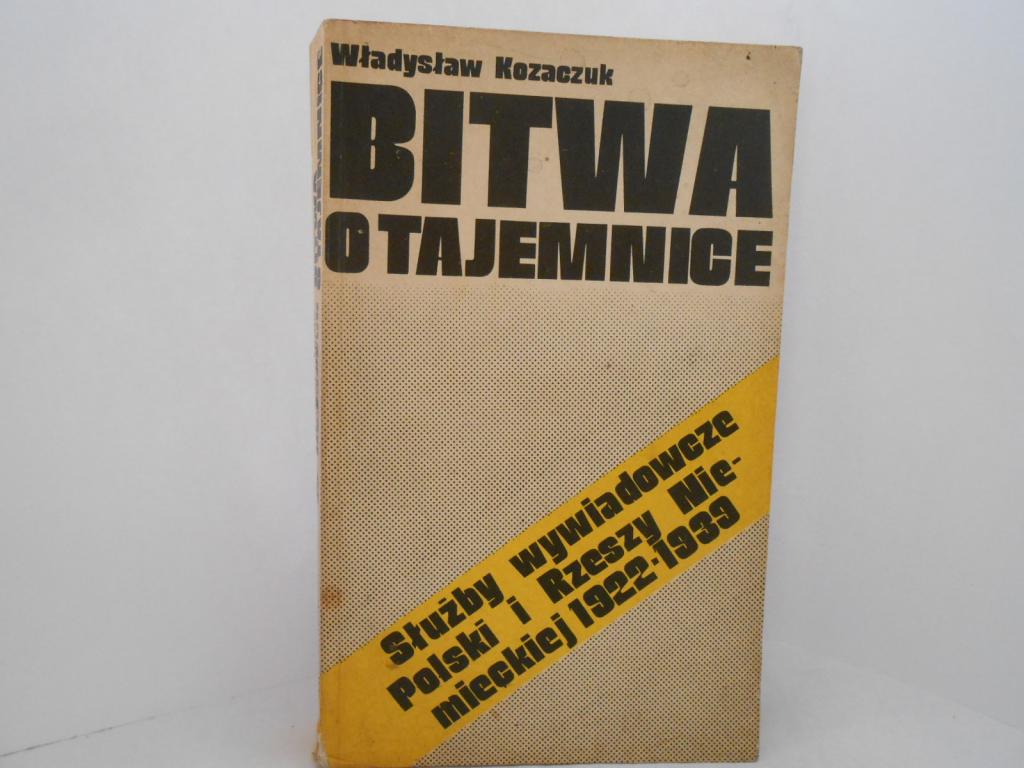 Władysław Kozaczuk
BITWA
O TAJEMNICE
Służby wywiadowcze
Polski i Rzeszy Nie-
mieckiej 1922-1939